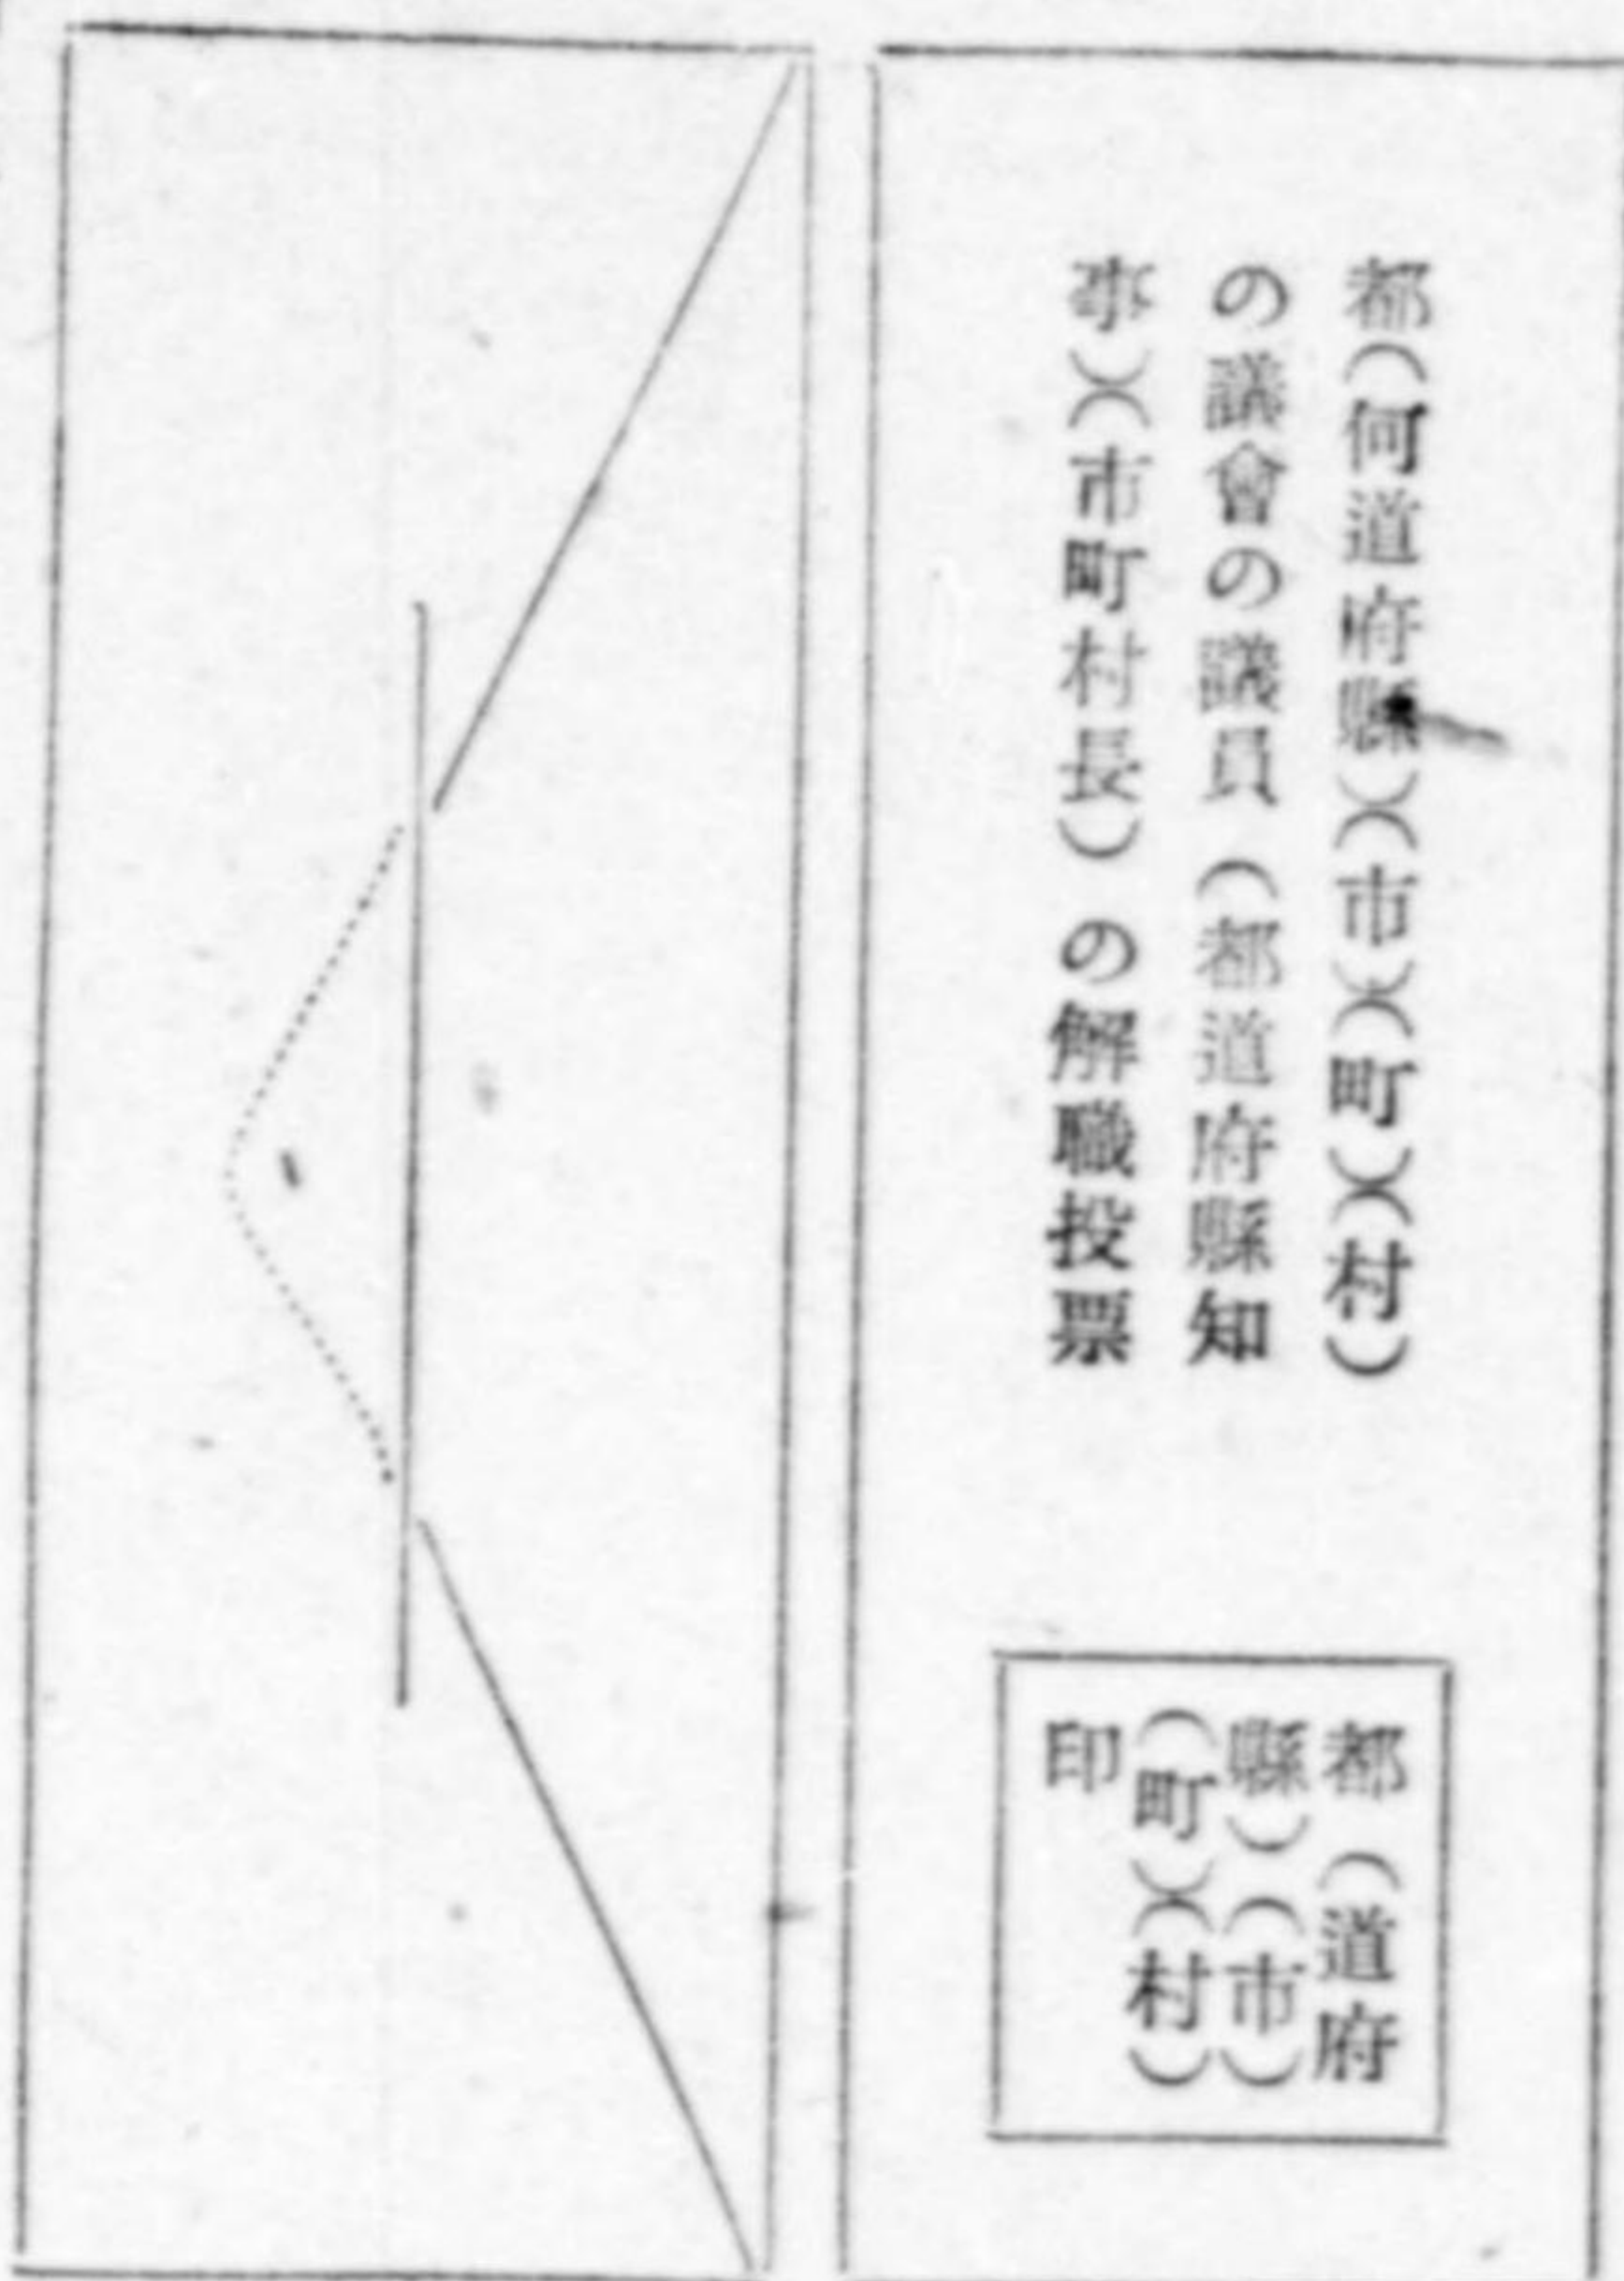 都(何道府縣)(市)(町)(村)
の議會の議員(都道府縣知
事)(市町村長)の解職投票
都(道府
縣)(市)
(町)(村)
印